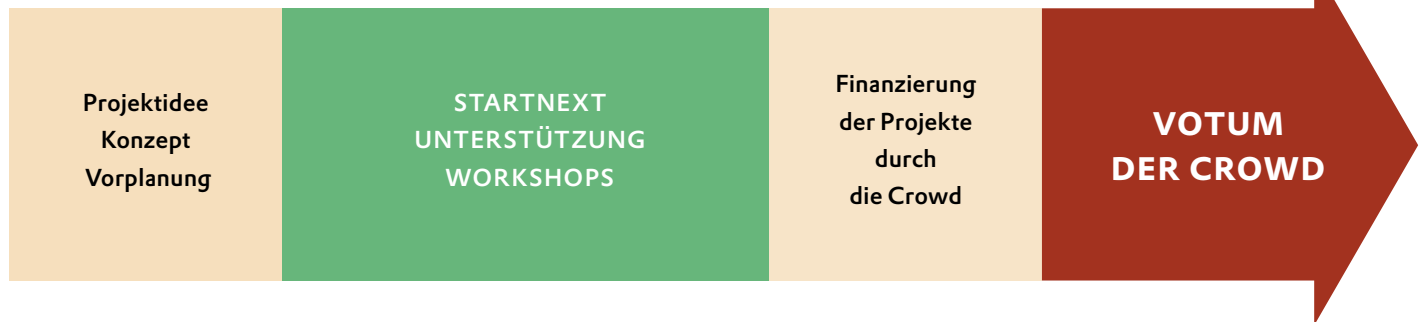 Projektidee
Konzept
Vorplanung
STARTNEXT
UNTERSTÜTZUNG
WORKSHOPS
Finanzierung
der Projekte
durch
die Crowd
VOTUM
DER CROWD